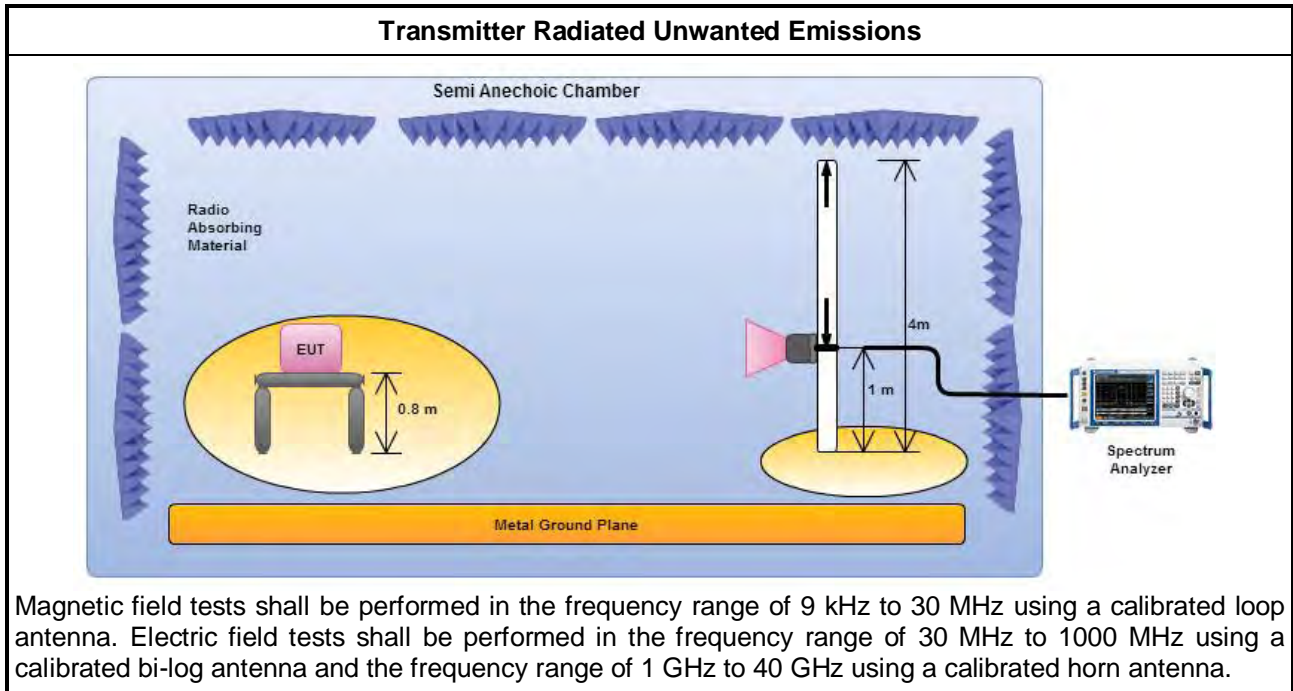 Transmitter Radiated Unwanted Emissions
Semi Anechoic Chamber
Radio
Absorbing
Material
EUT
0.8 m
4m
1 m
Spectrum
Analyzer
Metal Ground Plane
Magnetic field tests shall be performed in the frequency range of 9 kHz to 30 MHz using a calibrated loop
antenna. Electric field tests shall be performed in the frequency range of 30 MHz to 1000 MHz using a
calibrated bi-log antenna and the frequency range of 1 GHz to 40 GHz using a calibrated horn antenna.